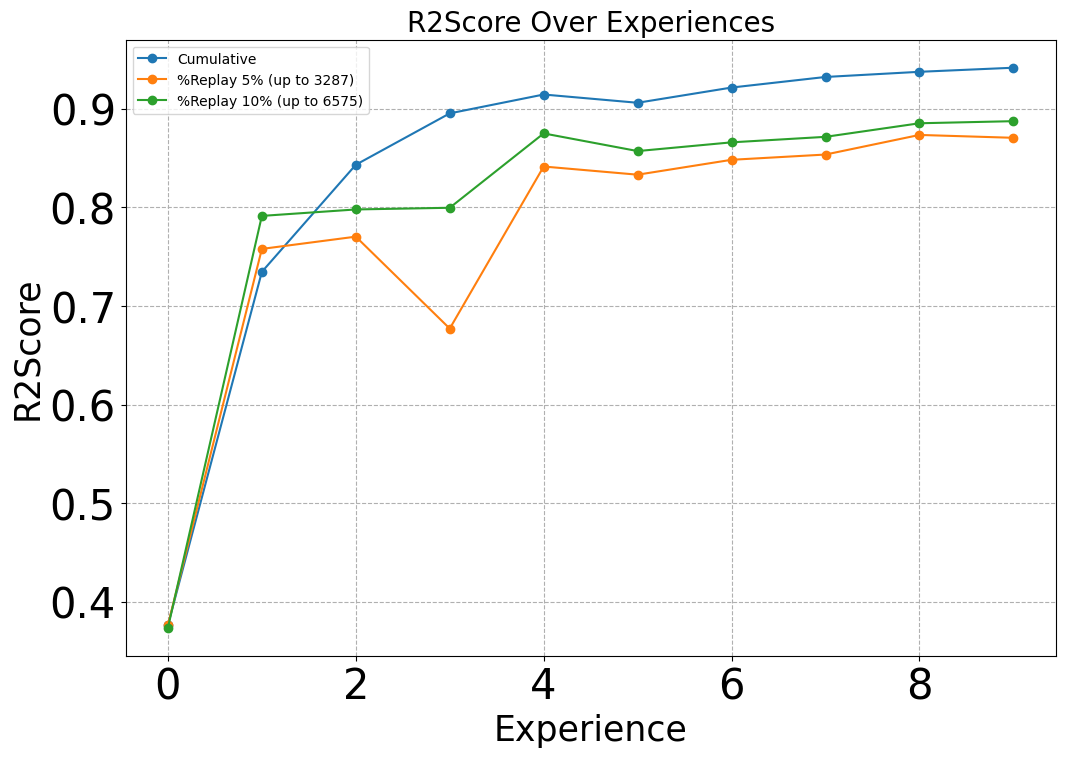 R2Score Over Experiences
Cumulative
%Replay 5% (up to 3287)
%Replay 10% (up to 6575)
0.9
0.8
0.7
0.6
0.5
0.4
R2Score
0 2 4 6 8
Experience